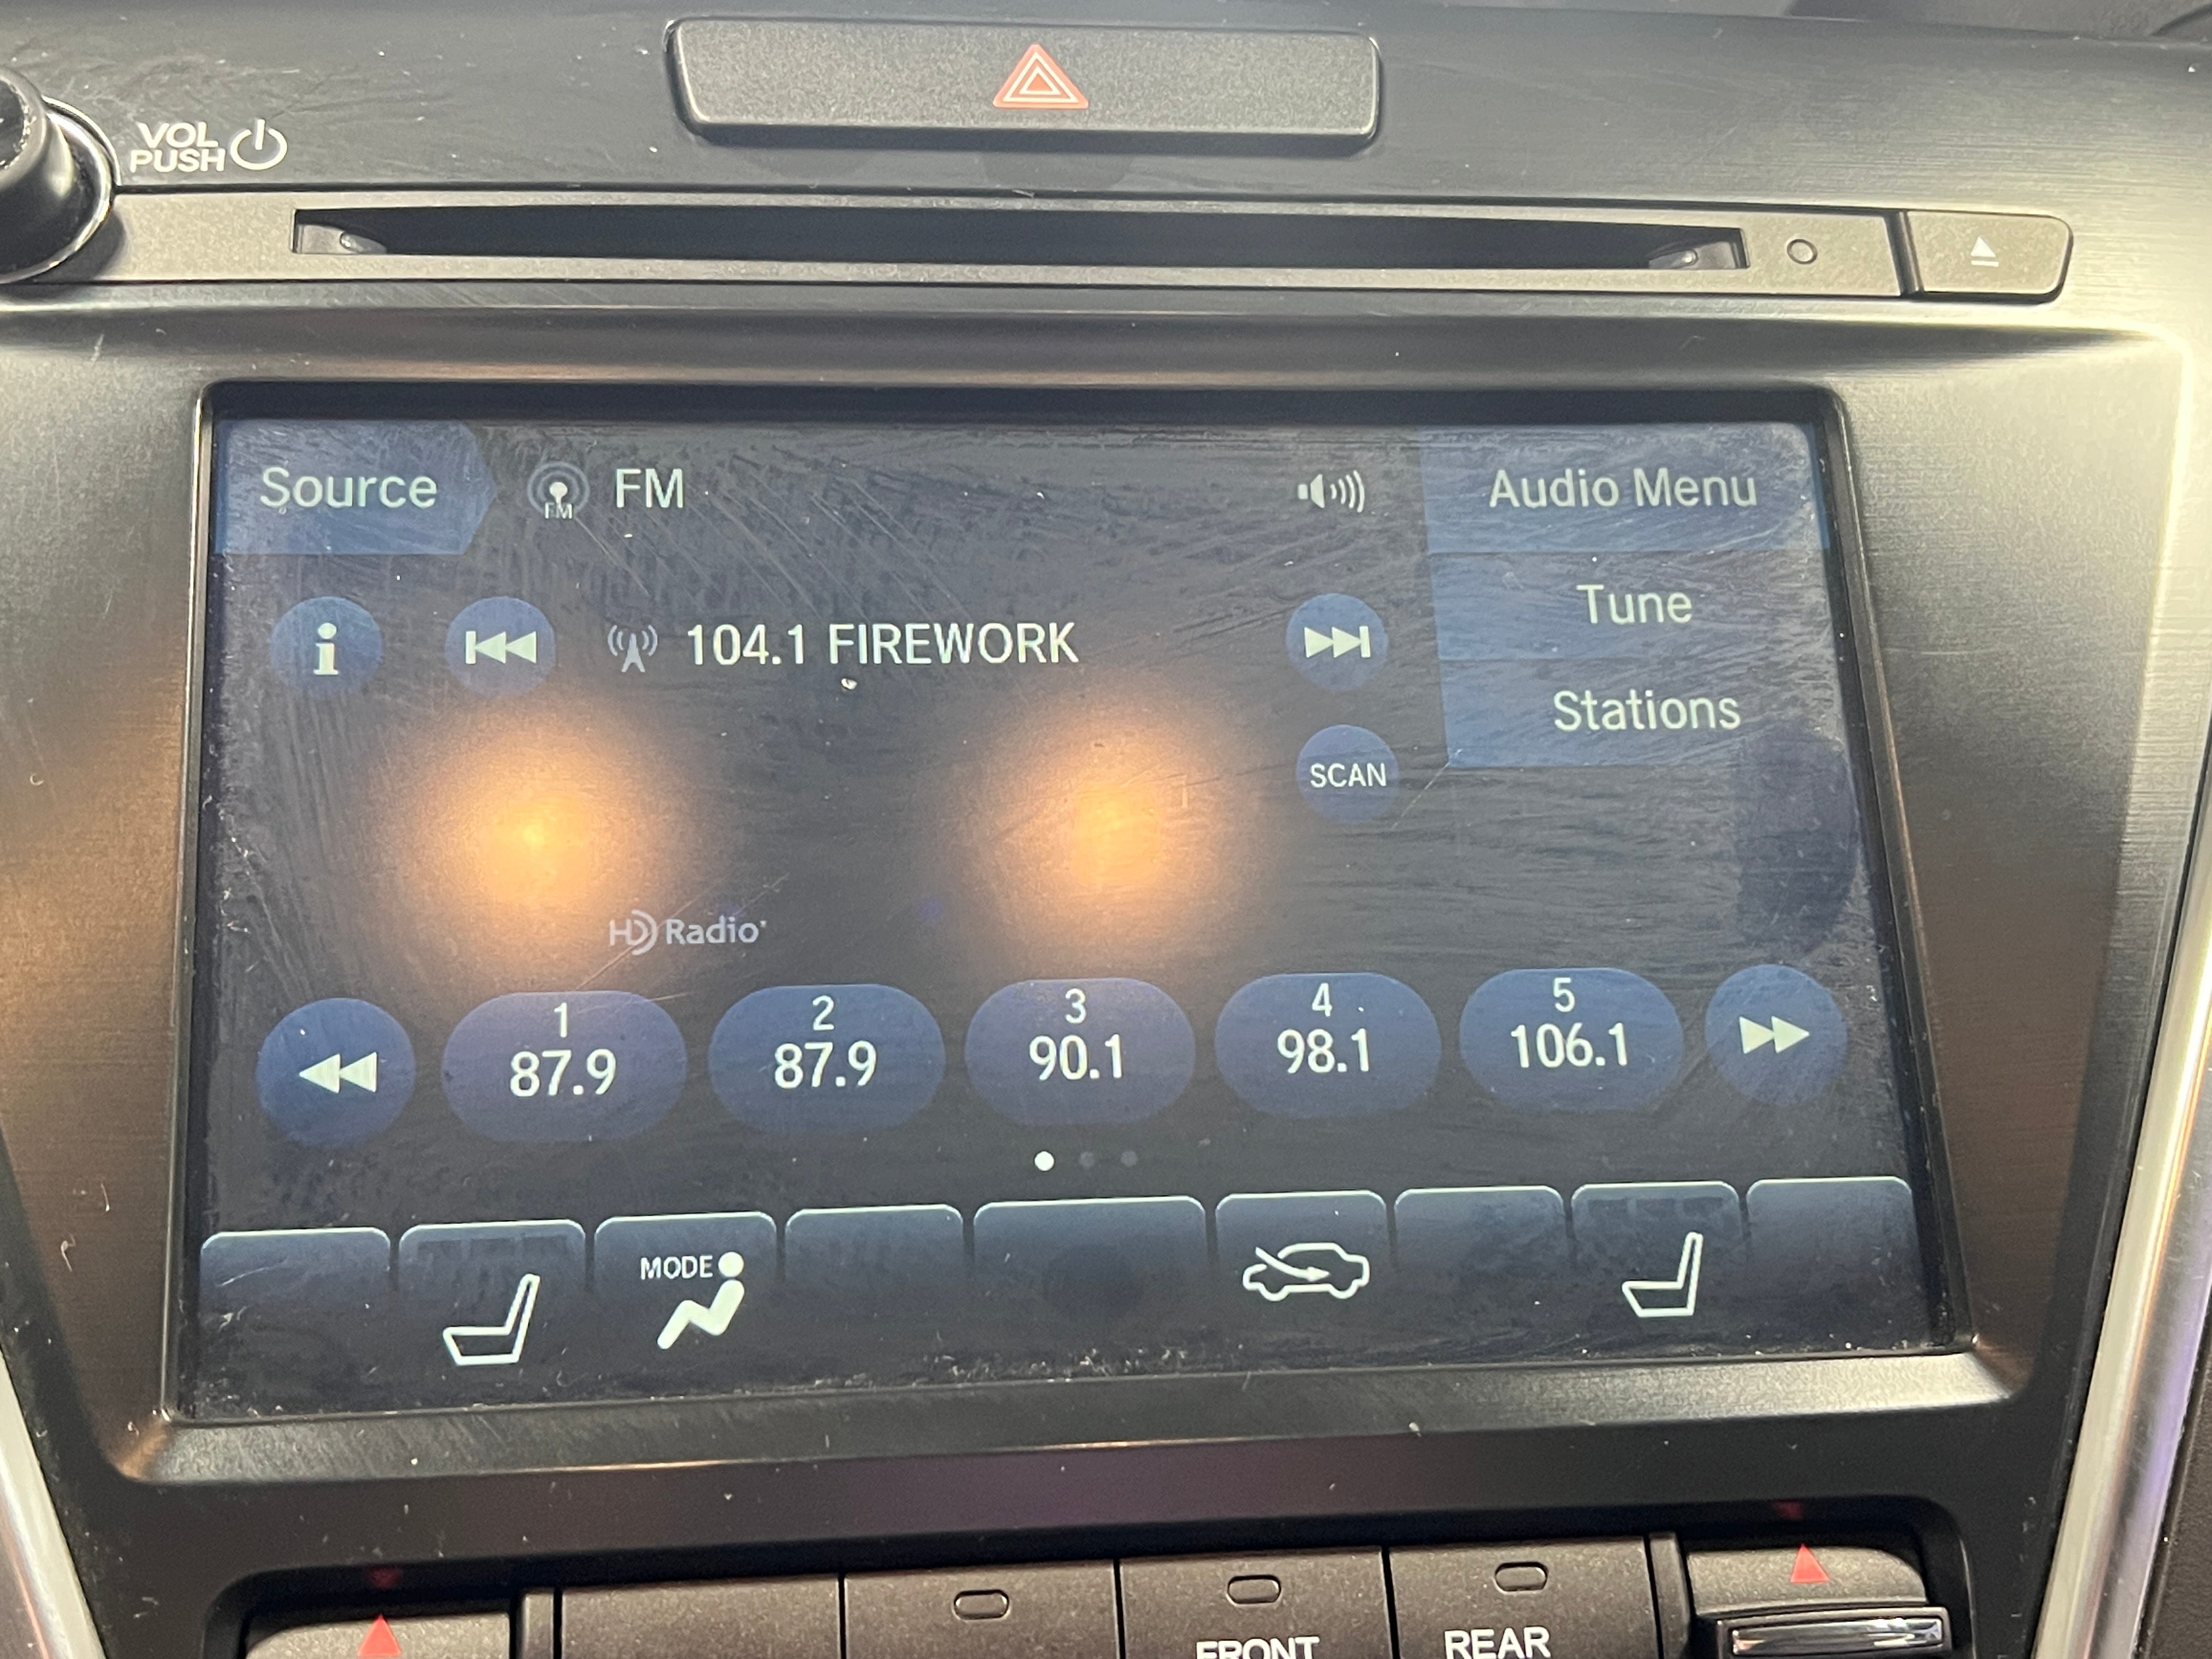 VOL
PUSH
Source
FM
FM
Audio Menu
Tune
104.1 FIREWORK
Stations
SCAN
HD Radio
1
87.9
2
87.9
3
90.1
4
98.1
5
106.1
MODE
FRONT
REAR